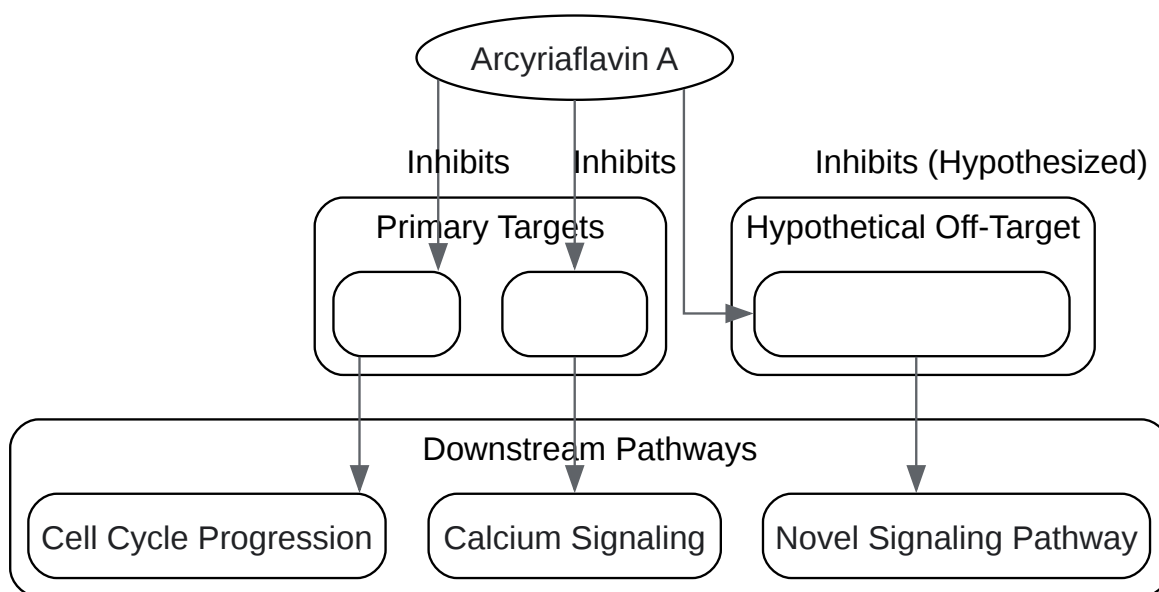 Arcyriaflavin A
Inhibits
Inhibits
Inhibits (Hypothesized)
Primary Targets
Hypothetical Off-Target
Downstream Pathways
Cell Cycle Progression
Calcium Signaling
Novel Signaling Pathway